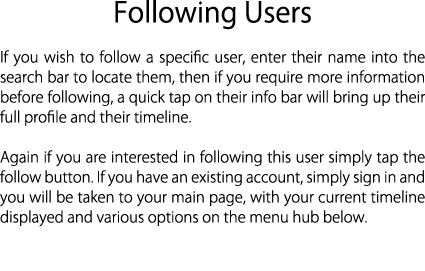 Following Users
If you wish to follow a specific user, enter their name into the
search bar to locate them, then if you require more information
before following, a quick tap on their info bar will bring up their
full profile and their timeline.
Again if you are interested in following this user simply tap the
follow button. If you have an existing account, simply sign in and
you will be taken to your main page, with your current timeline
displayed and various options on the menu hub below.